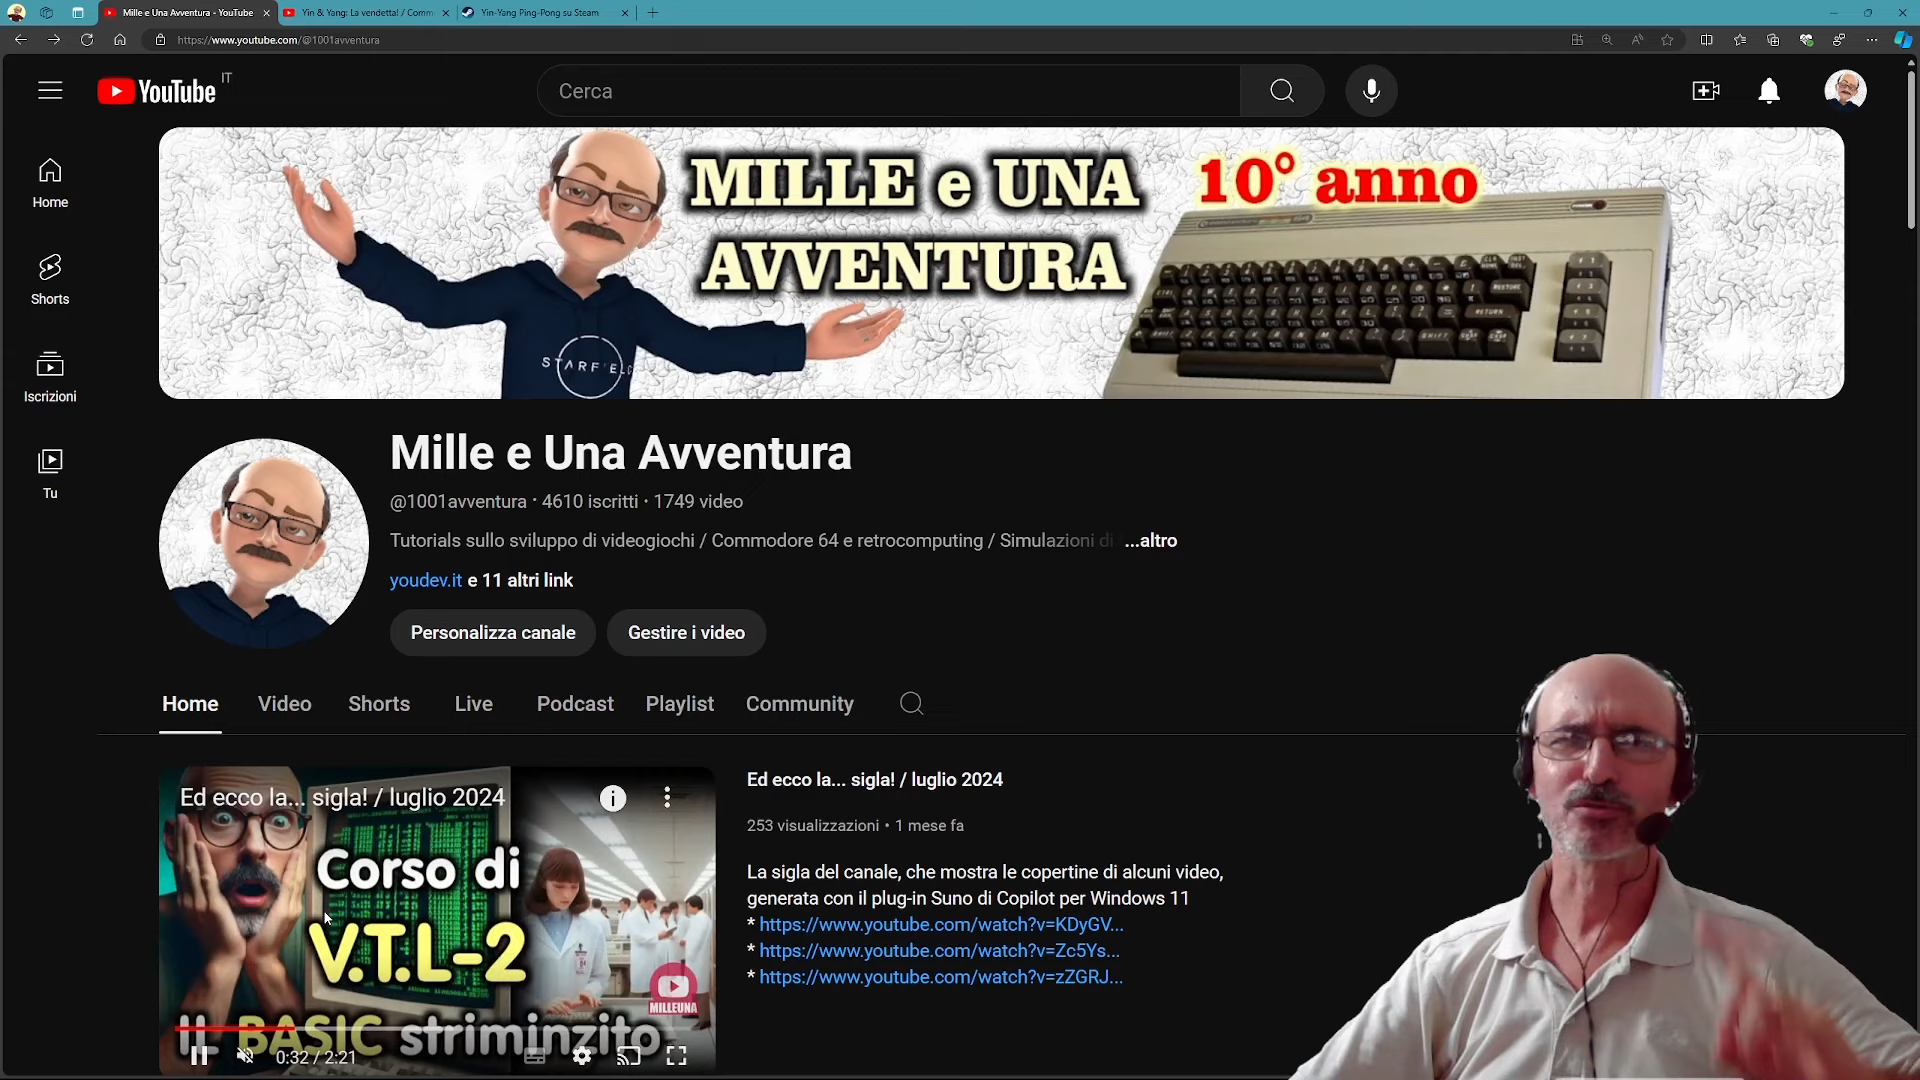 Mille e Una Avventura - YouTube
Yin & Yang: La vendetta! / Comm
Yin-Yang Ping-Pong su Steam
https://www.youtube.com/@1001avventura
YouTube IT
Cerca
Home
Shorts
Iscrizioni
Tu
MILLE e UNA
AVVENTURA
10° anno
STARFIEL
Mille e Una Avventura
@1001avventura · 4610 iscritti · 1749 video
Tutorials sullo sviluppo di videogiochi / Commodore 64 e retrocomputing / Simulazioni di ...altro
youdev.it e 11 altri link
Personalizza canale
Gestire i video
Home
Video
Shorts
Live
Podcast
Playlist
Community
Ed ecco la... sigla! / luglio 2024
Corso di
V.T.L-2
IL BASIC striminzito
MILLEUNA
0:32 / 2:21
Ed ecco la... sigla! / luglio 2024
253 visualizzazioni • 1 mese fa
La sigla del canale, che mostra le copertine di alcuni video,
generata con il plug-in Suno di Copilot per Windows 11
* https://www.youtube.com/watch?v=KDyGV...
* https://www.youtube.com/watch?v=Zc5Ys...
* https://www.youtube.com/watch?v=zZGRJ...